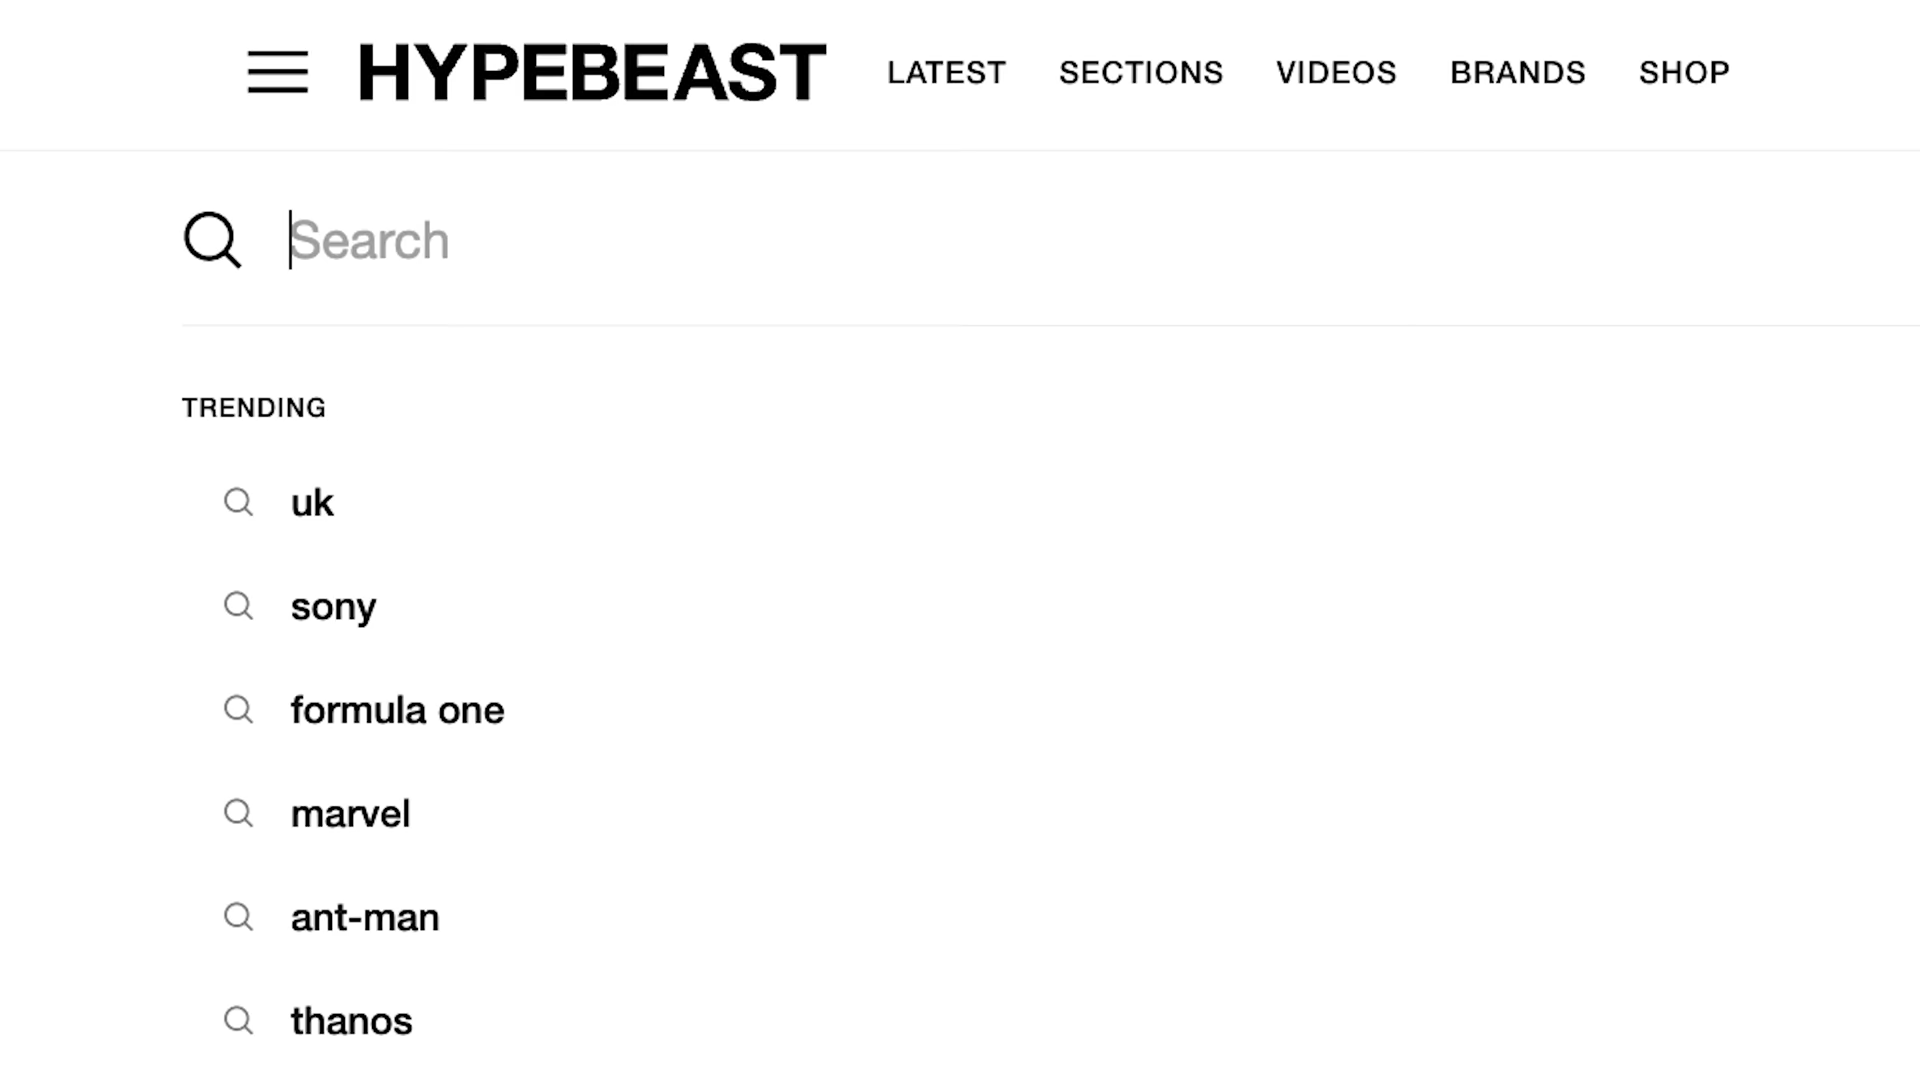 HYPEBEAST LATEST SECTIONS VIDEOS BRANDS SHOP
Search
TRENDING
uk
sony
formula one
marvel
ant-man
thanos